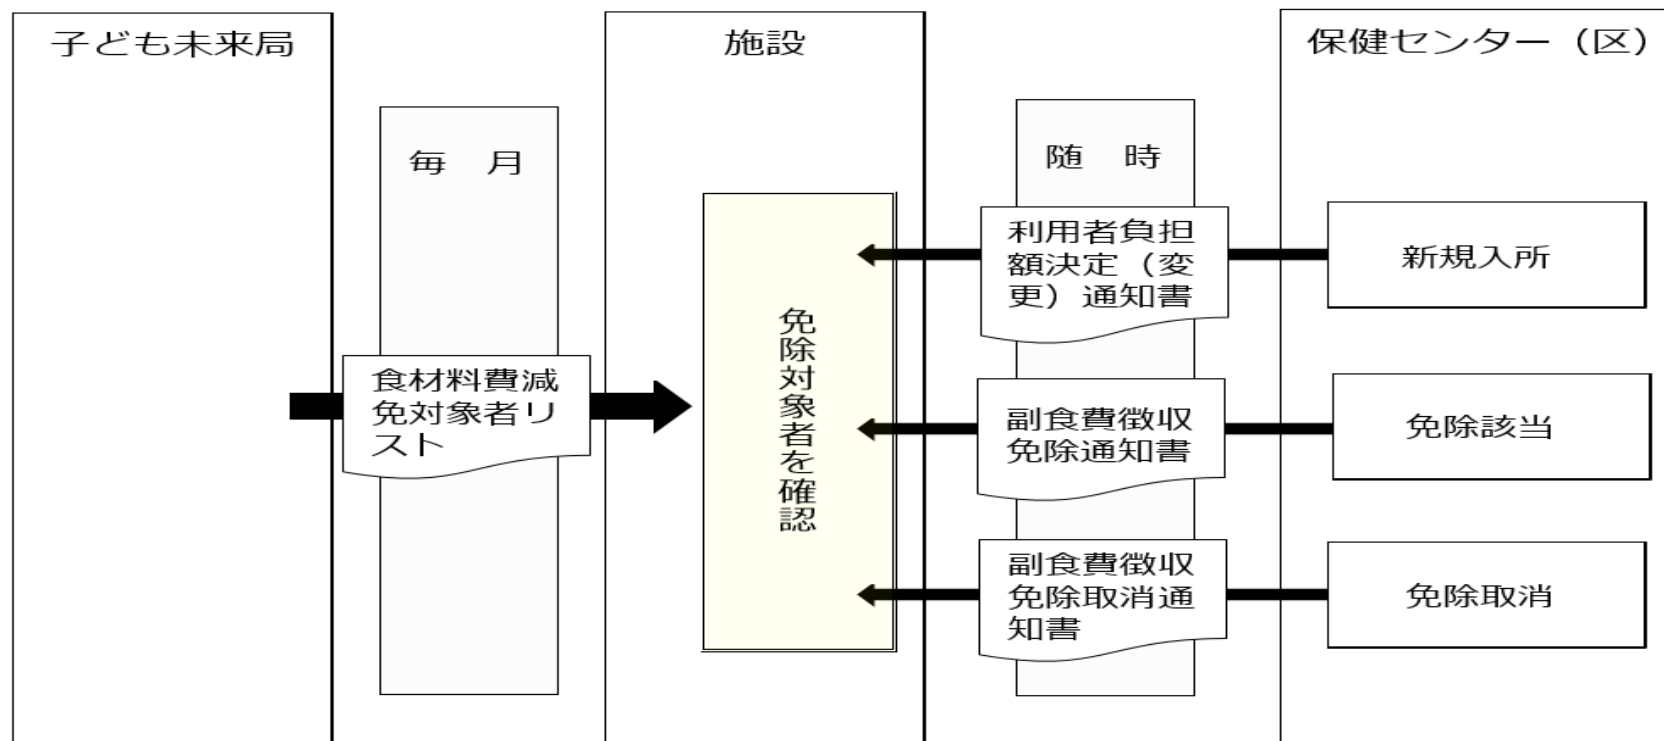 子ども未来局
施設
保健センター（区）
毎　月
随　時
食材料費減
免対象者リ
スト
免除対象者を確認
利用者負担
額決定（変
更）通知書
新規入所
副食費徴収
免除通知書
免除該当
副食費徴収
免除取消通
知書
免除取消